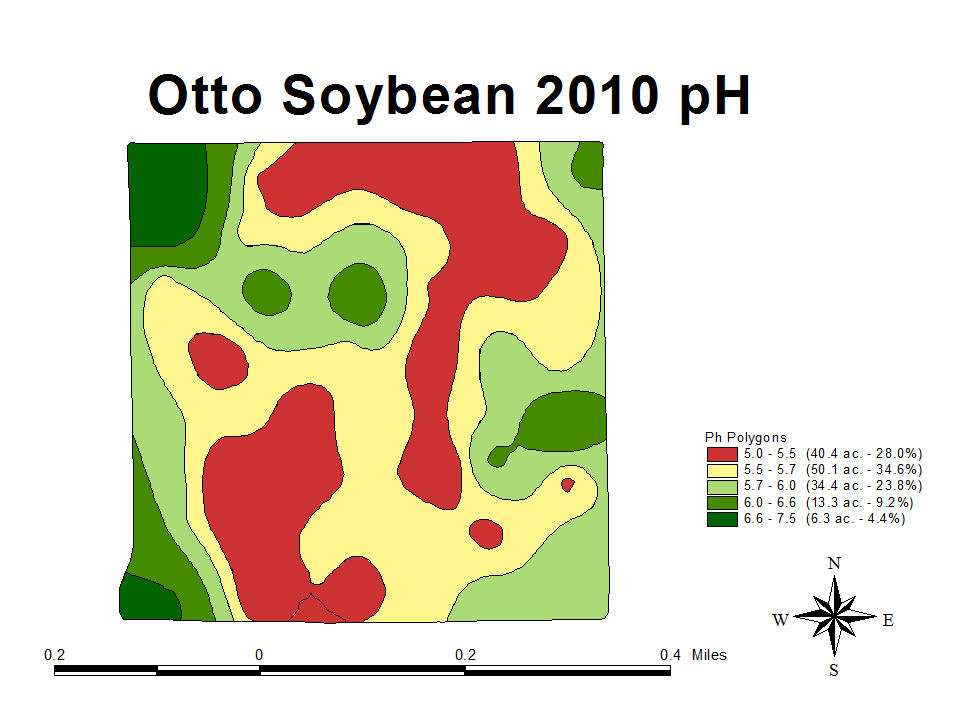 Otto Soybean 2010 pH
Ph Polygons
5.0 - 5.5 (40.4 ac. - 28.0%)
5.5 - 5.7 (50.1 ac. - 34.6%)
5.7 - 6.0 (34.4 ac. - 23.8%)
6.0 - 6.6 (13.3 ac. - 9.2%)
6.6 - 7.5 (6.3 ac. - 4.4%)
N
W E
S
0.2 0 0.2 0.4 Miles